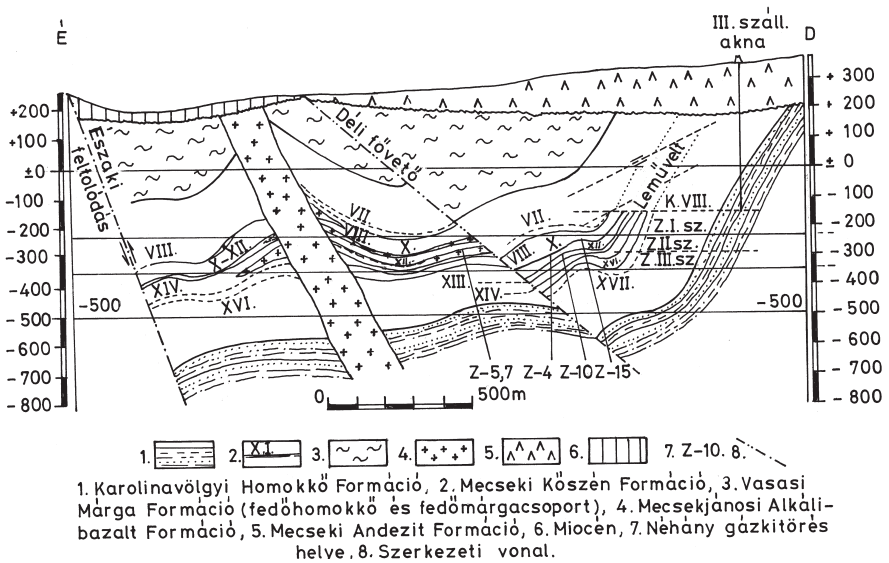 É
III. száll.
akna
D
+200
+100
±0
-100
-200
-300
-400
-500
-600
-700
-800
+ 300
+ 200
+ 100
± 0
- 100
- 200
- 300
- 400
- 500
- 600
- 700
- 800
Északi
feltolódás
Déli fővető
Leművelt
VII.
VIII.
X.
XII.
VIII.
X.
XII.
XIV.
XVI.
XIII.
XIV.
VII.
VIII.
X.
XII.
XVI.
XVII.
K.VIII.
Z.I. sz.
Z.II.sz.
Z.III.sz.
-500
-500
Z-5,7
Z-4
Z-10
Z-15
0 500m
1. 2. X.I. 3. 4. 5. 6. 7. Z-10. 8.
1. Karolinavölgyi Homokkő Formáció, 2. Mecseki Kőszén Formáció, 3. Vasasi
Márga Formáció (fedőhomokkő és fedőmárgacsoport), 4. Mecsekjánosi Alkáli-
bazalt Formáció, 5. Mecseki Andezit Formáció, 6. Miocén, 7. Néhány gázkitörés
helye, 8. Szerkezeti vonal.